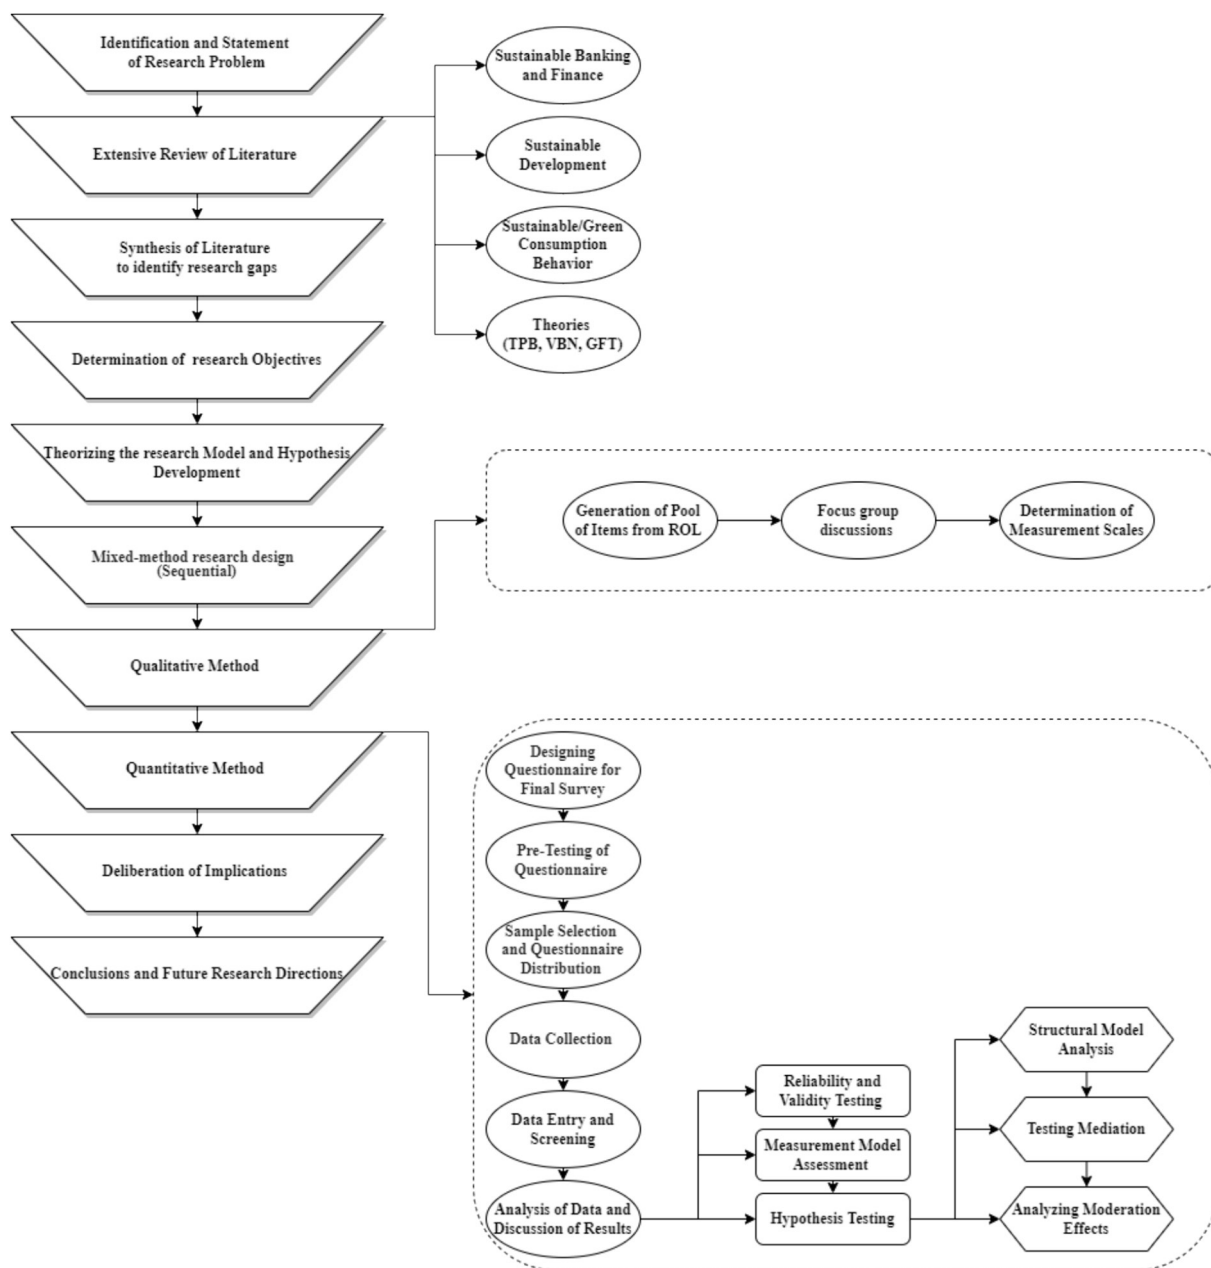 Identification and Statement
of Research Problem
Extensive Review of Literature
Synthesis of Literature
to identify research gaps
Determination of research Objectives
Theorizing the research Model and Hypothesis
Development
Mixed-method research design
(Sequential)
Qualitative Method
Quantitative Method
Deliberation of Implications
Conclusions and Future Research Directions
Sustainable Banking
and Finance
Sustainable
Development
Sustainable/Green
Consumption
Behavior
Theories
(TPB, VBN, GFT)
Generation of Pool
of Items from ROL
Focus group
discussions
Determination of
Measurement Scales
Designing
Questionnaire for
Final Survey
Pre-Testing of
Questionnaire
Sample Selection
and Questionnaire
Distribution
Data Collection
Data Entry and
Screening
Analysis of Data and
Discussion of Results
Reliability and
Validity Testing
Measurement Model
Assessment
Hypothesis Testing
Structural Model
Analysis
Testing Mediation
Analyzing Moderation
Effects